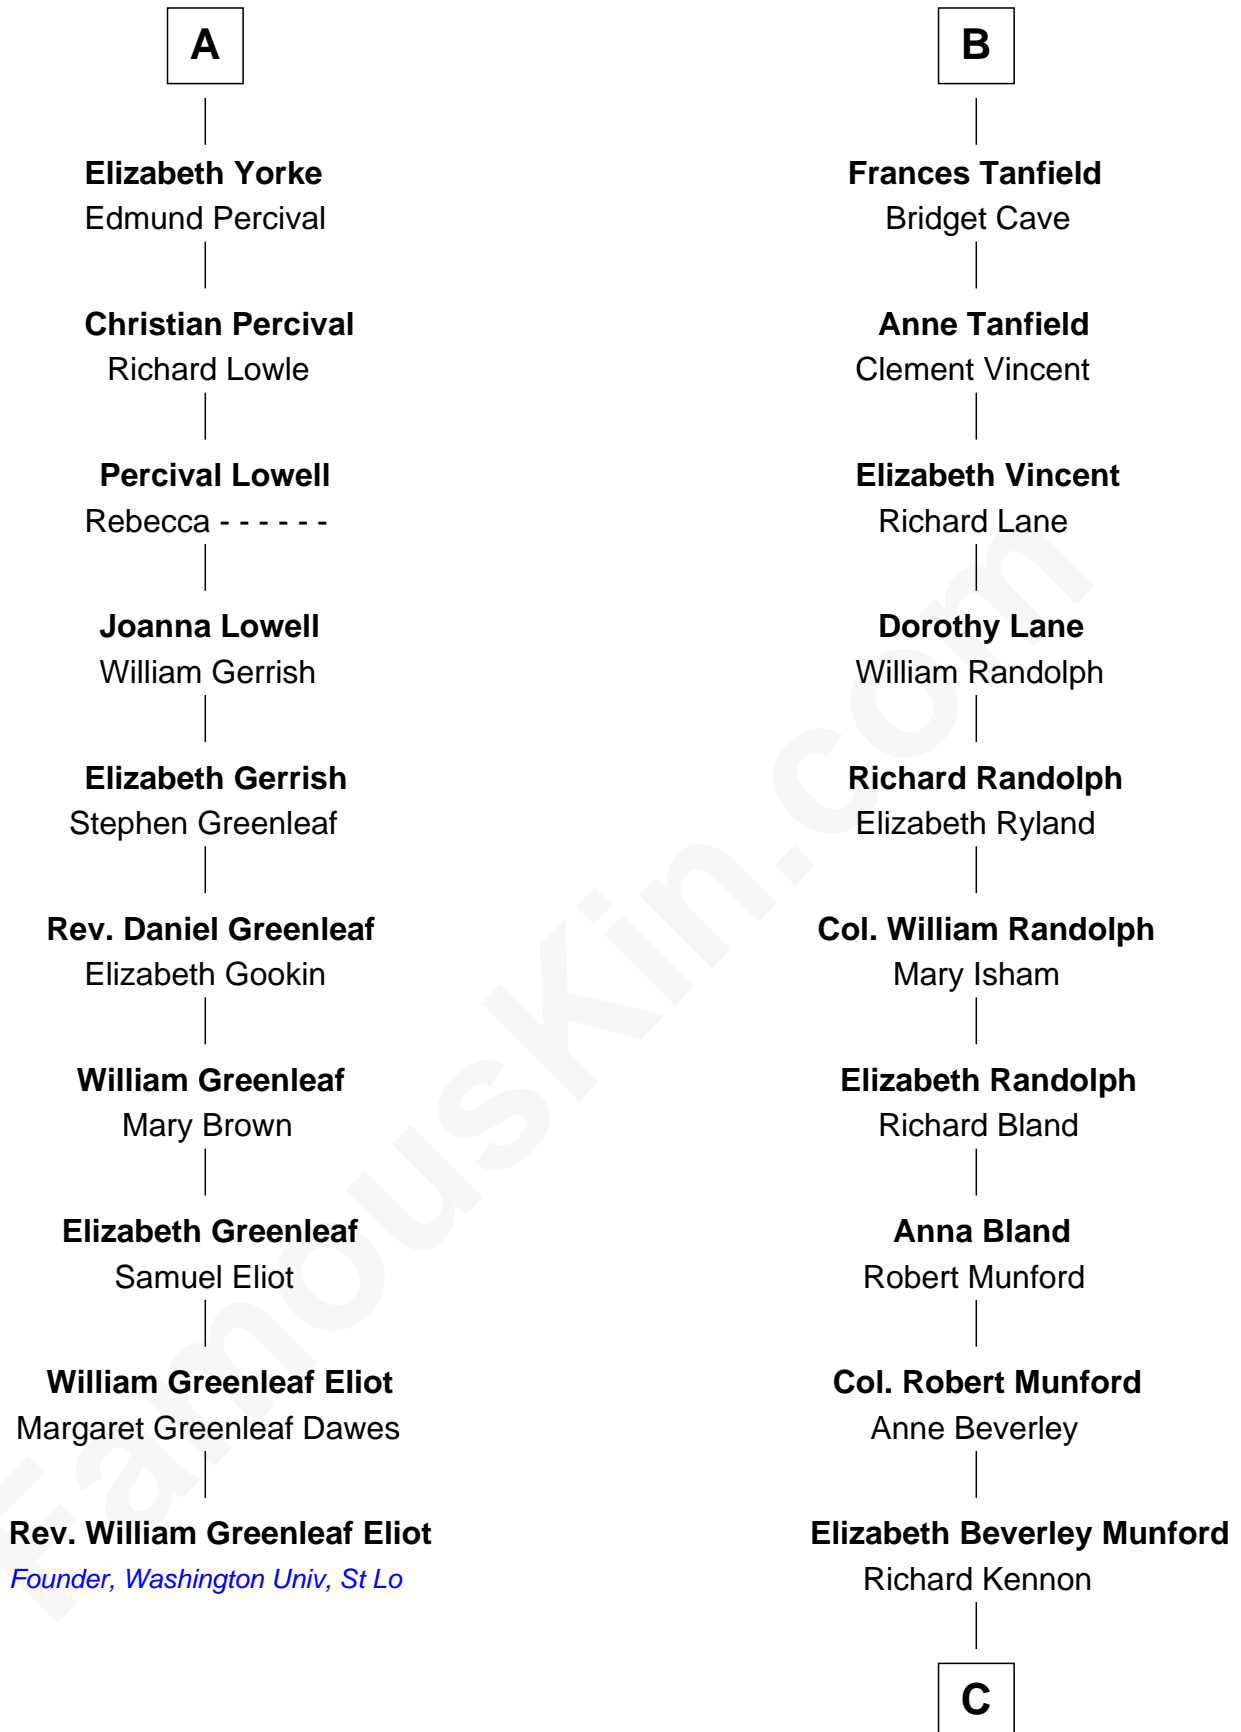 A
Elizabeth Yorke
Edmund Percival
Christian Percival
Richard Lowle
Percival Lowell
Rebecca - - - - - -
Joanna Lowell
William Gerrish
Elizabeth Gerrish
Stephen Greenleaf
Rev. Daniel Greenleaf
Elizabeth Gookin
William Greenleaf
Mary Brown
Elizabeth Greenleaf
Samuel Eliot
William Greenleaf Eliot
Margaret Greenleaf Dawes
Rev. William Greenleaf Eliot
Founder, Washington Univ, St Lo
B
Frances Tanfield
Bridget Cave
Anne Tanfield
Clement Vincent
Elizabeth Vincent
Richard Lane
Dorothy Lane
William Randolph
Richard Randolph
Elizabeth Ryland
Col. William Randolph
Mary Isham
Elizabeth Randolph
Richard Bland
Anna Bland
Robert Munford
Col. Robert Munford
Anne Beverley
Elizabeth Beverley Munford
Richard Kennon
C
FamousKin.com